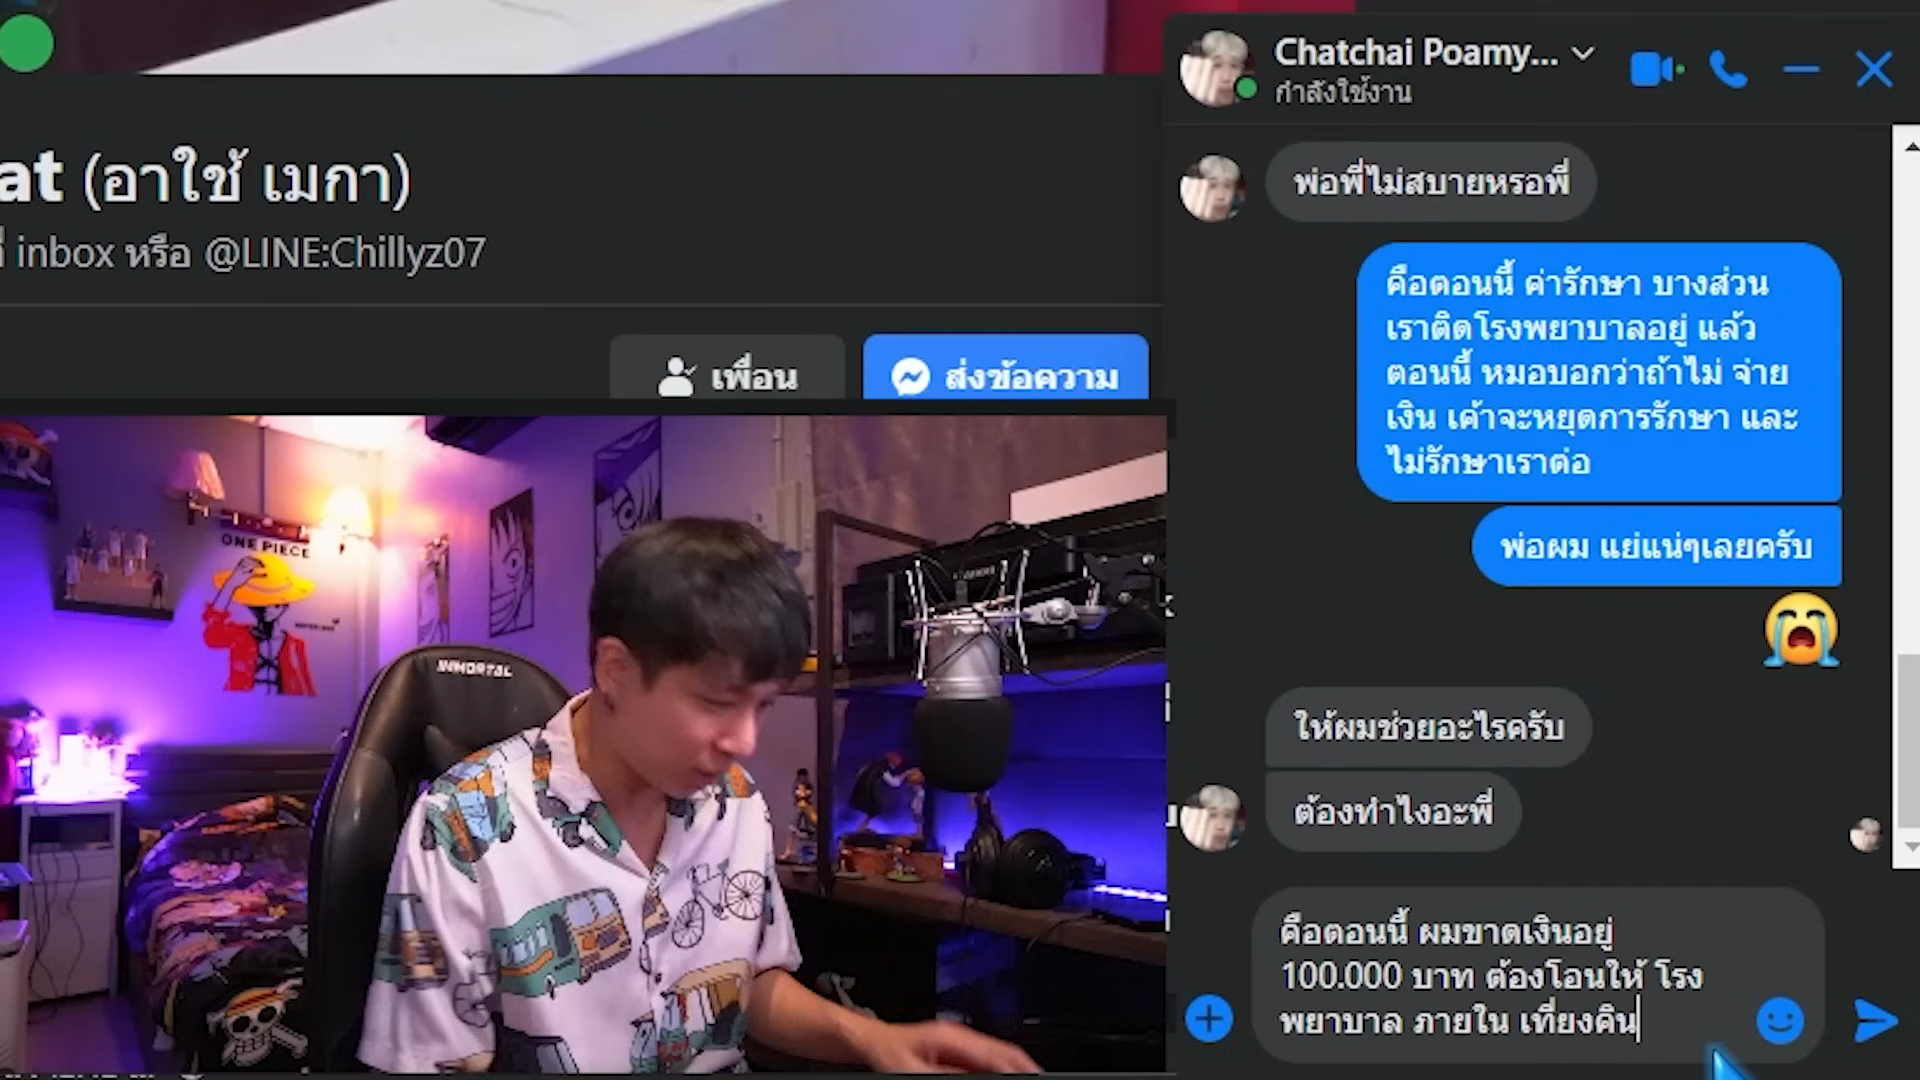 at (อาใช้ เมกา)
inbox หรือ @LINE:Chillyz07
เพื่อน
ส่งข้อความ
ONE PIECE
IMMORTAL
Chatchai Poamy...
กำลังใช้งาน
พ่อพี่ไม่สบายหรอพี่
คือตอนนี้ ค่ารักษา บางส่วน
เราติดโรงพยาบาลอยู่ แล้ว
ตอนนี้ หมอบอกว่าถ้าไม่ จ่าย
เงิน เค้าจะหยุดการรักษา และ
ไม่รักษาเราต่อ
พ่อผม แย่แน่ๆเลยครับ
ให้ผมช่วยอะไรครับ
ต้องทำไงอะพี่
คือตอนนี้ ผมขาดเงินอยู่
100.000 บาท ต้องโอนให้ โรง
พยาบาล ภายใน เที่ยงคืน